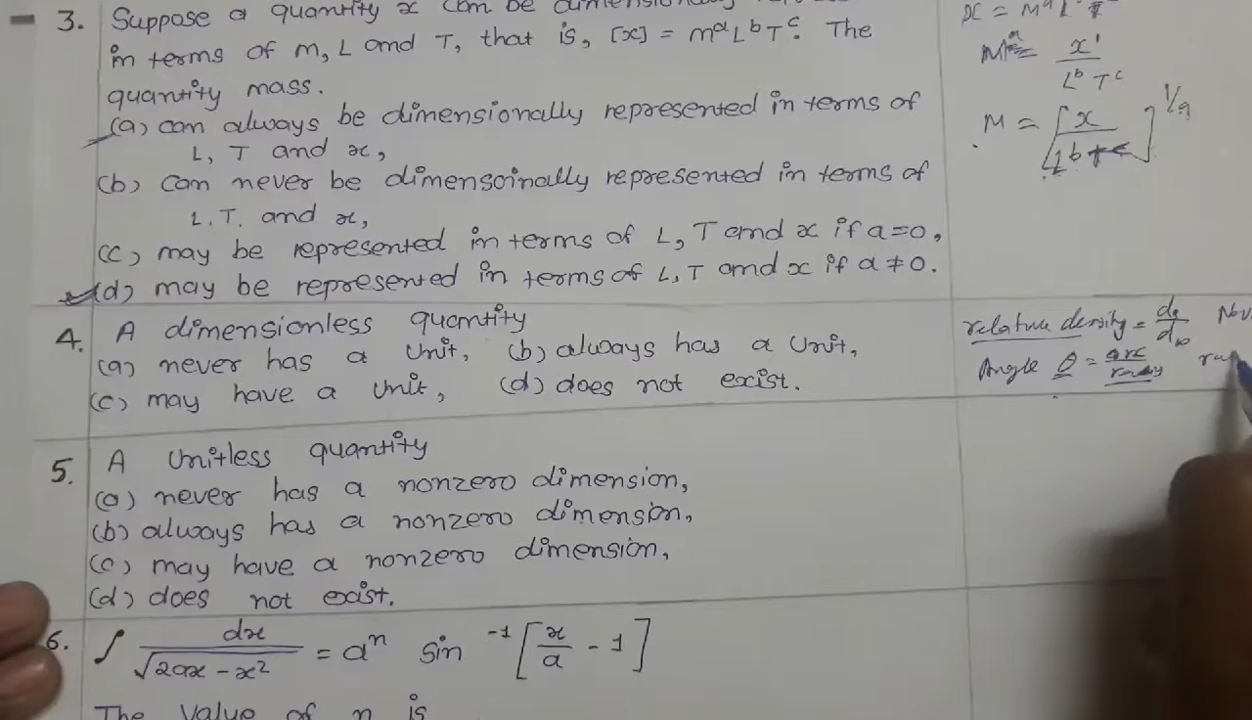 3. Suppose a quantity x can be dimensionally
in terms of m, L and T, that is, [x] = m^a L^b T^c. The
quantity mass.
(a) can always be dimensionally represented in terms of
L, T and x,
(b) can never be dimensoinally represented in terms of
L. T. and x,
(c) may be represented in terms of L, T and x if a=0,
(d) may be represented in terms of L, T and x if a ≠ 0.
M^a = x^1 / L^b T^c
M = [x / L^b T^c]^1/a
4. A dimensionless quantity
(a) never has a unit, (b) always has a unit,
(c) may have a unit, (d) does not exist.
relative density = ds/dw
Angle θ = arc/radius
5. A unitless quantity
(a) never has a nonzero dimension,
(b) always has a nonzero dimension,
(c) may have a nonzero dimension,
(d) does not exist.
6. ∫ dx / √2ax - x² = a^n sin^-1 [x/a - 1]
The value of n is